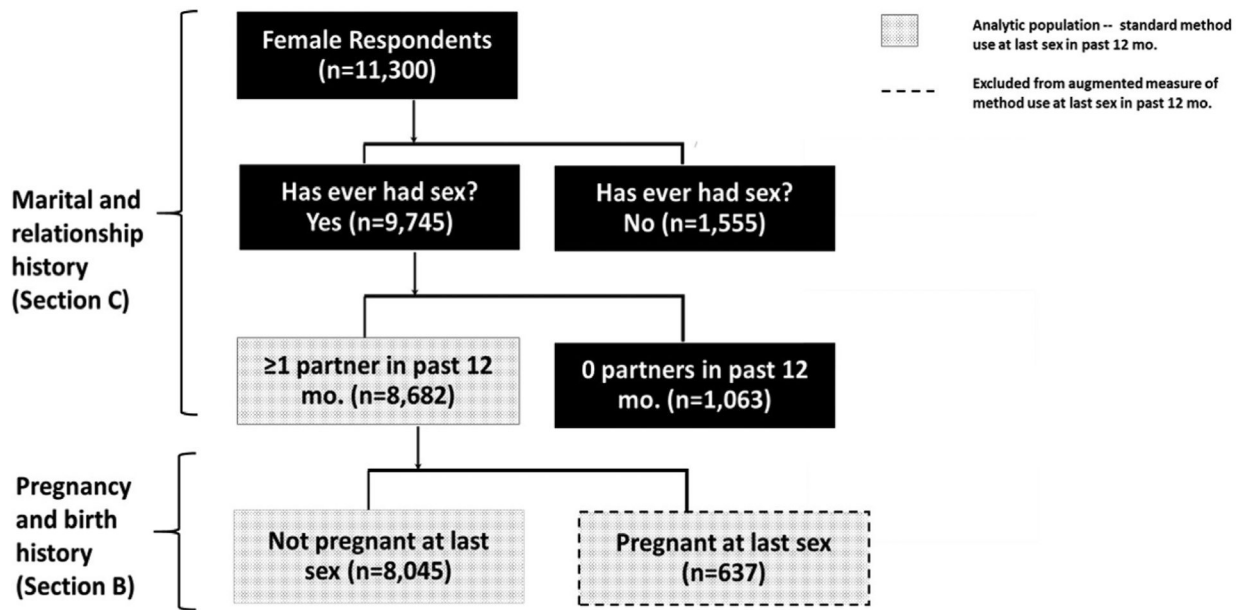 Female Respondents
(n=11,300)
Analytic population -- standard method
use at last sex in past 12 mo.
Excluded from augmented measure of
method use at last sex in past 12 mo.
Marital and
relationship
history
(Section C)
Has ever had sex?
Yes (n=9,745)
Has ever had sex?
No (n=1,555)
≥1 partner in past 12
mo. (n=8,682)
0 partners in past 12
mo. (n=1,063)
Pregnancy
and birth
history
(Section B)
Not pregnant at last
sex (n=8,045)
Pregnant at last sex
(n=637)